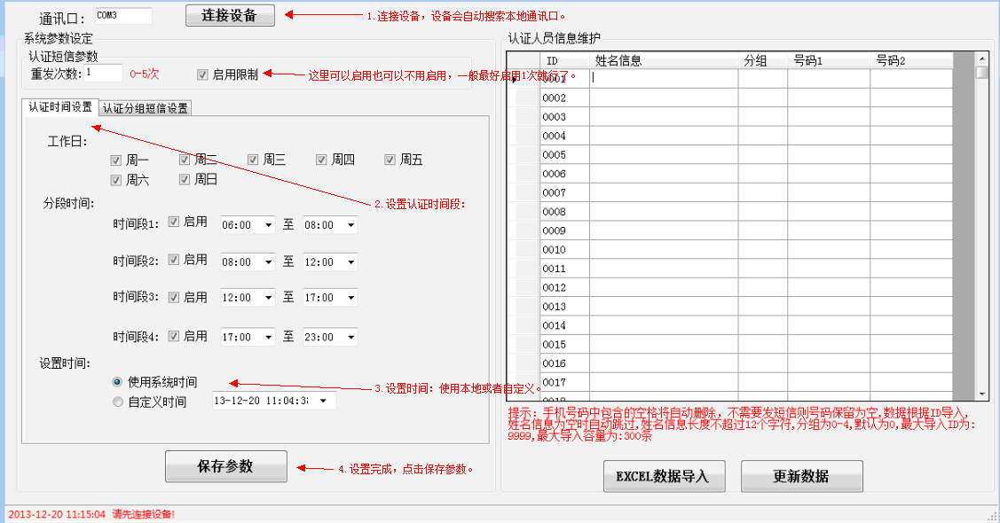 通讯口: COM3 连接设备 1.连接设备，设备会自动搜索本地通讯口。
系统参数设定
认证短信参数
重发次数: 1 0-5次 启用限制 这里可以启用也可以不用启用，一般最好启用1次就行了。
认证时间设置 认证分组短信设置
工作日:
周一 周二 周三 周四 周五
周六 周日
2.设置认证时间段:
分段时间:
时间段1: 启用 06:00 至 08:00
时间段2: 启用 08:00 至 12:00
时间段3: 启用 12:00 至 17:00
时间段4: 启用 17:00 至 23:00
设置时间:
使用系统时间
3.设置时间: 使用本地或者自定义。
自定义时间 13-12-20 11:04:3
保存参数 4.设置完成，点击保存参数。
认证人员信息维护
ID 姓名信息 分组 号码1 号码2
0001
0002
0003
0004
0005
0006
0007
0008
0009
0010
0011
0012
0013
0014
0015
0016
0017
0018
提示: 手机号码中包含的空格将自动删除，不需要发短信则号码保留为空,数据根据ID导入,
姓名信息为空时自动跳过,姓名信息长度不超过12个字符,分组为0-4,默认为0,最大导入ID为:
9999,最大导入容量为:300条
EXCEL数据导入 更新数据
2013-12-20 11:15:04 请先连接设备!